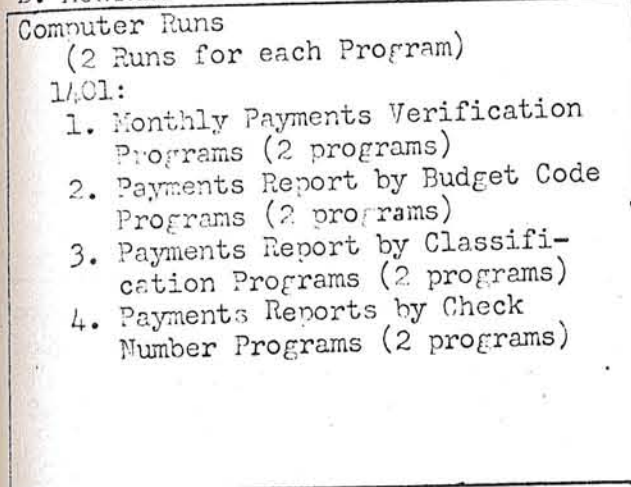 Computer Runs
(2 Runs for each Program)
1401:
1. Monthly Payments Verification
Programs (2 programs)
2. Payments Report by Budget Code
Programs (2 programs)
3. Payments Report by Classifi-
cation Programs (2 programs)
4. Payments Reports by Check
Number Programs (2 programs)